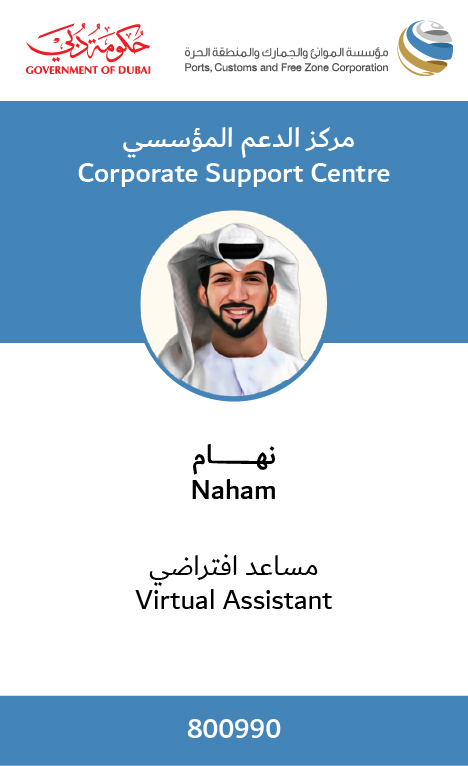 حكومة دبي
GOVERNMENT OF DUBAI
مؤسسة الموانئ والجمارك والمنطقة الحرة
Ports, Customs and Free Zone Corporation
مركز الدعم المؤسسي
Corporate Support Centre
نهـــــام
Naham
مساعد افتراضي
Virtual Assistant
800990